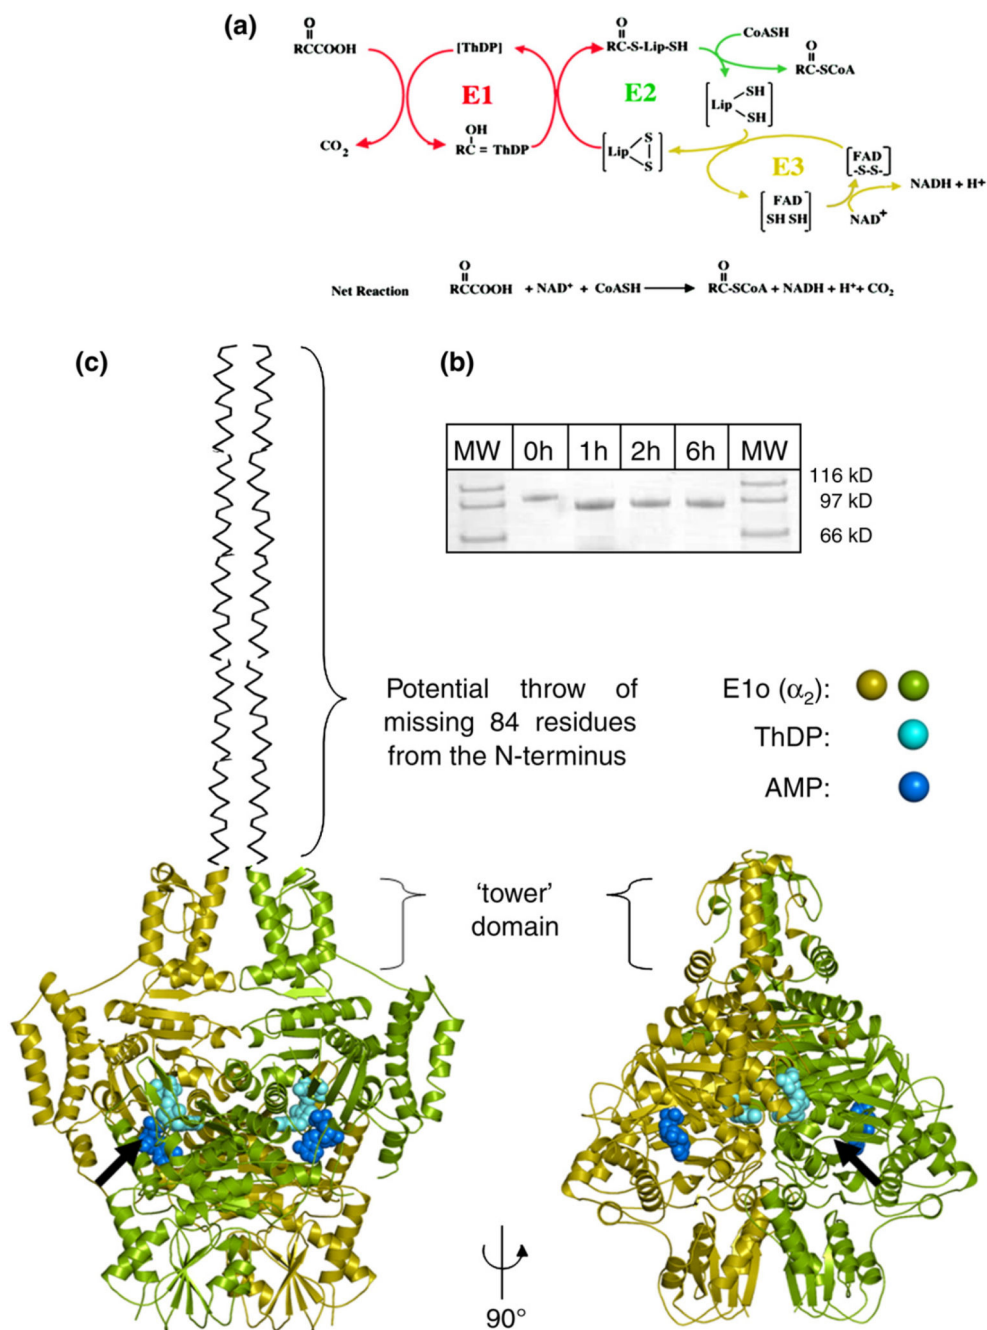 (a)
O
RCCOOH
[ThDP]
O
RC-S-Lip-SH
CoASH
O
RC-SCoA
E1
E2
Lip
SH
SH
CO2
OH
RC = ThDP
Lip
S
S
E3
FAD
-S-S-
NADH + H+
FAD
SH SH
NAD+
Net Reaction
O
RCCOOH + NAD+ + CoASH
O
RC-SCoA + NADH + H+ + CO2
(c)
(b)
MW 0h 1h 2h 6h MW
116 kD
97 kD
66 kD
Potential throw of
missing 84 residues
from the N-terminus
E1o (α2):
ThDP:
AMP:
'tower'
domain
90°